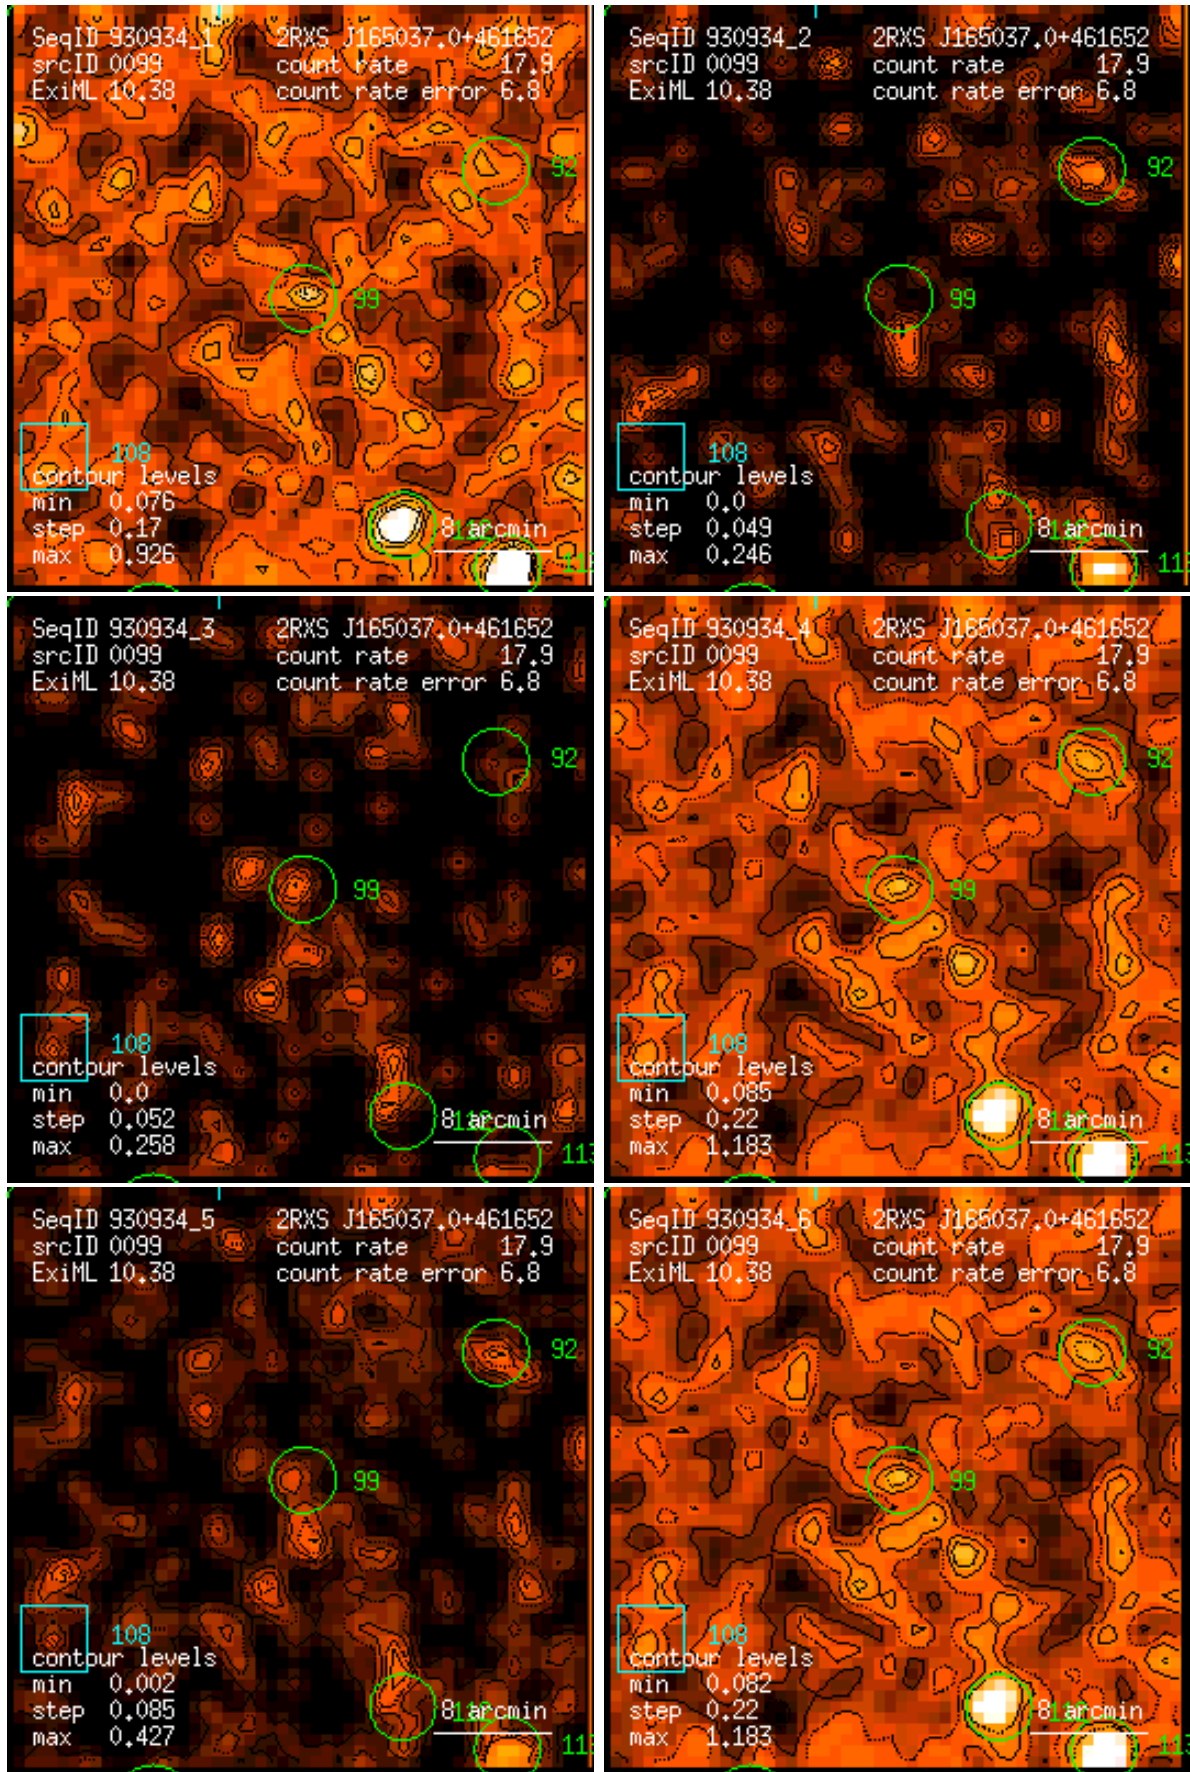 SeqID 930934_1 2RXS J165037.0+461652
srcID 0099 count rate 17.9
ExiML 10.38 count rate error 6.8
92
99
108
contour levels
min 0.076
step 0.17 8 arcmin
max 0.926
SeqID 930934_2 2RXS J165037.0+461652
srcID 0099 count rate 17.9
ExiML 10.38 count rate error 6.8
92
99
108
contour levels
min 0.0
step 0.049 8 arcmin
max 0.246
SeqID 930934_3 2RXS J165037.0+461652
srcID 0099 count rate 17.9
ExiML 10.38 count rate error 6.8
92
99
108
contour levels
min 0.0
step 0.052 8 arcmin
max 0.258 113
SeqID 930934_4 2RXS J165037.0+461652
srcID 0099 count rate 17.9
ExiML 10.38 count rate error 6.8
92
99
108
contour levels
min 0.085
step 0.22 8 arcmin
max 1.183
SeqID 930934_5 2RXS J165037.0+461652
srcID 0099 count rate 17.9
ExiML 10.38 count rate error 6.8
92
99
108
contour levels
min 0.002
step 0.085 8 arcmin
max 0.427
SeqID 930934_6 2RXS J165037.0+461652
srcID 0099 count rate 17.9
ExiML 10.38 count rate error 6.8
92
99
108
contour levels
min 0.082
step 0.22 8 arcmin
max 1.183